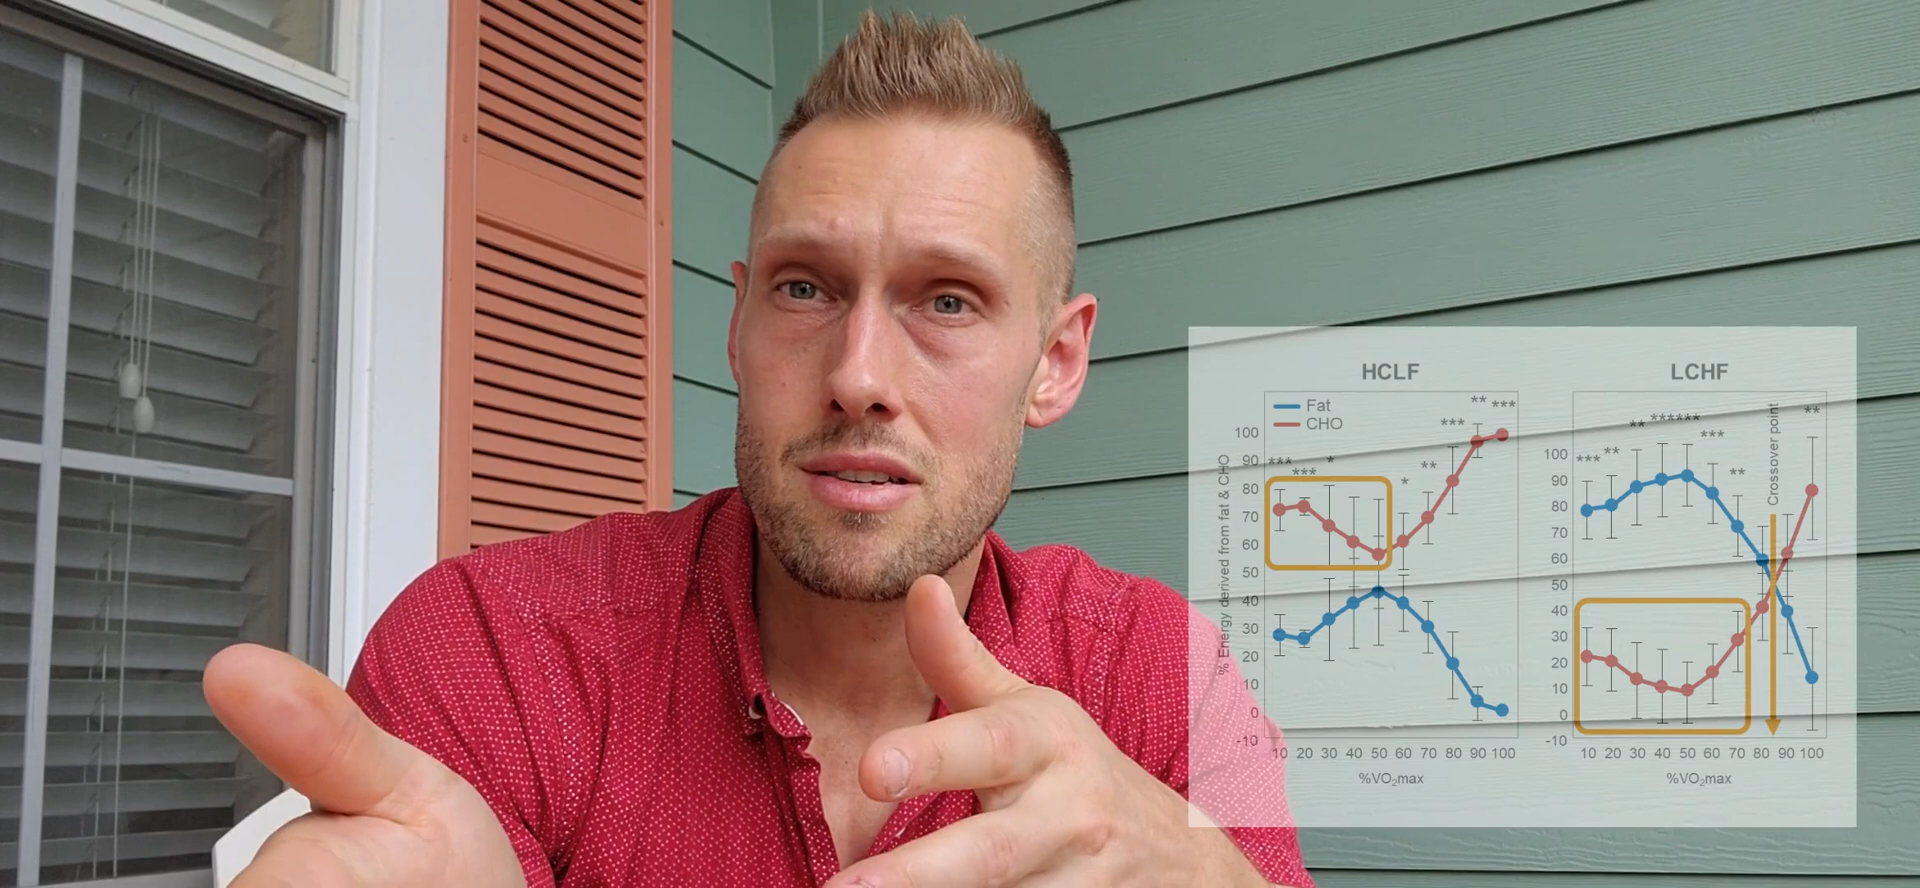 HCLF
Fat
CHO
*** *** * * ** *** ** ***
100
90
80
70
60
50
40
30
20
10
0
-10
% Energy derived from fat & CHO
10 20 30 40 50 60 70 80 90 100
%VO₂max
LCHF
*** ** ** ****** *** ** **
Crossover point
100
90
80
70
60
50
40
30
20
10
0
-10
10 20 30 40 50 60 70 80 90 100
%VO₂max